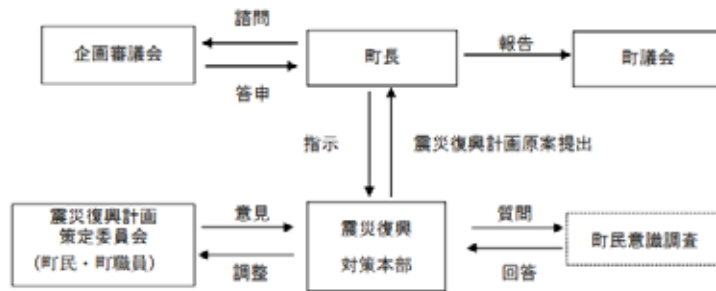 諮問
企画審議会
町長
報告
町議会
答申
指示
震災復興計画原案提出
震災復興計画
策定委員会
(町民・町職員)
意見
調整
震災復興
対策本部
質問
回答
町民意識調査